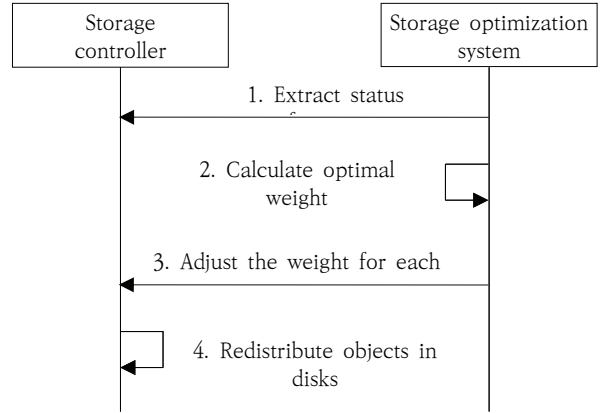 Storage
controller
Storage optimization
system
1. Extract status
2. Calculate optimal
weight
3. Adjust the weight for each
4. Redistribute objects in
disks